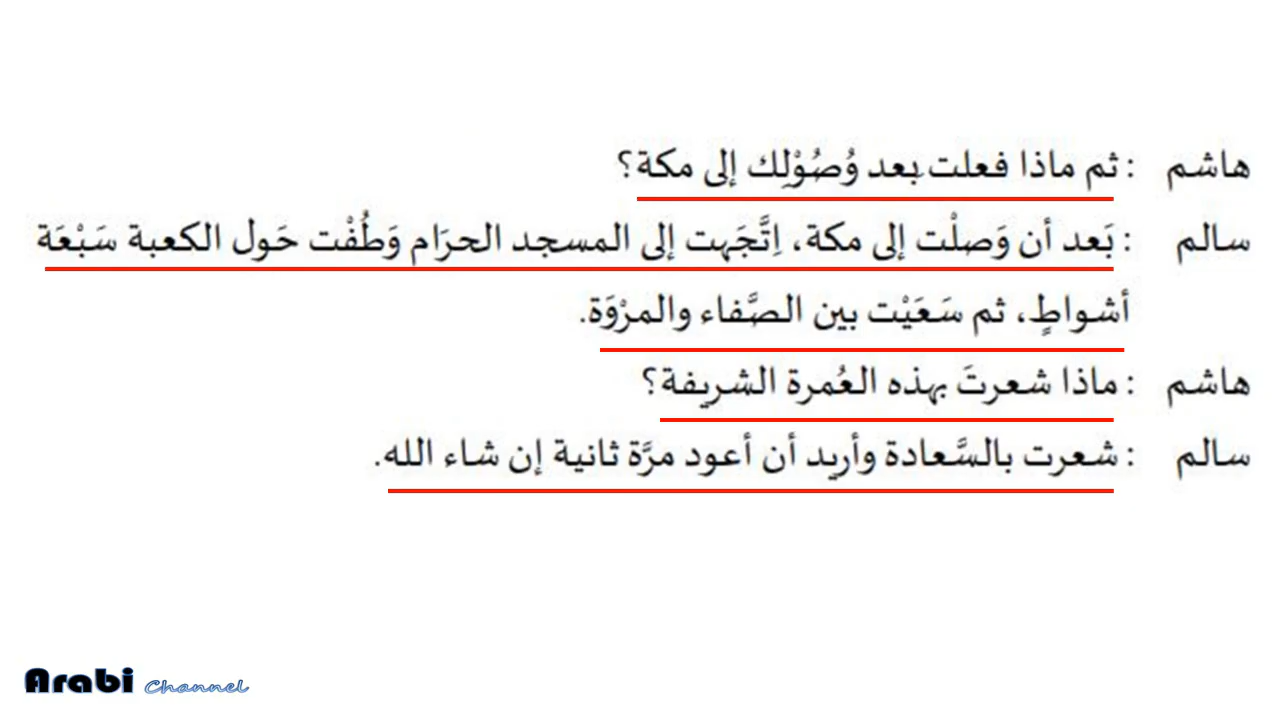 هاشم : ثم ماذا فعلت بعد وُصُوْلِك إلى مكة؟
سالم : بَعد أن وَصلْت إلى مكة، اِتَّجَهت إلى المسجد الحرَام وَطُفْت حَول الكعبة سَبْعَة
أشواطٍ، ثم سَعَيْت بين الصَّفاء والمرْوَة.
هاشم : ماذا شعرتَ بهذه العُمرة الشريفة؟
سالم : شعرت بالسَّعادة وأريد أن أعود مرَّة ثانية إن شاء الله.
Arabi Channel